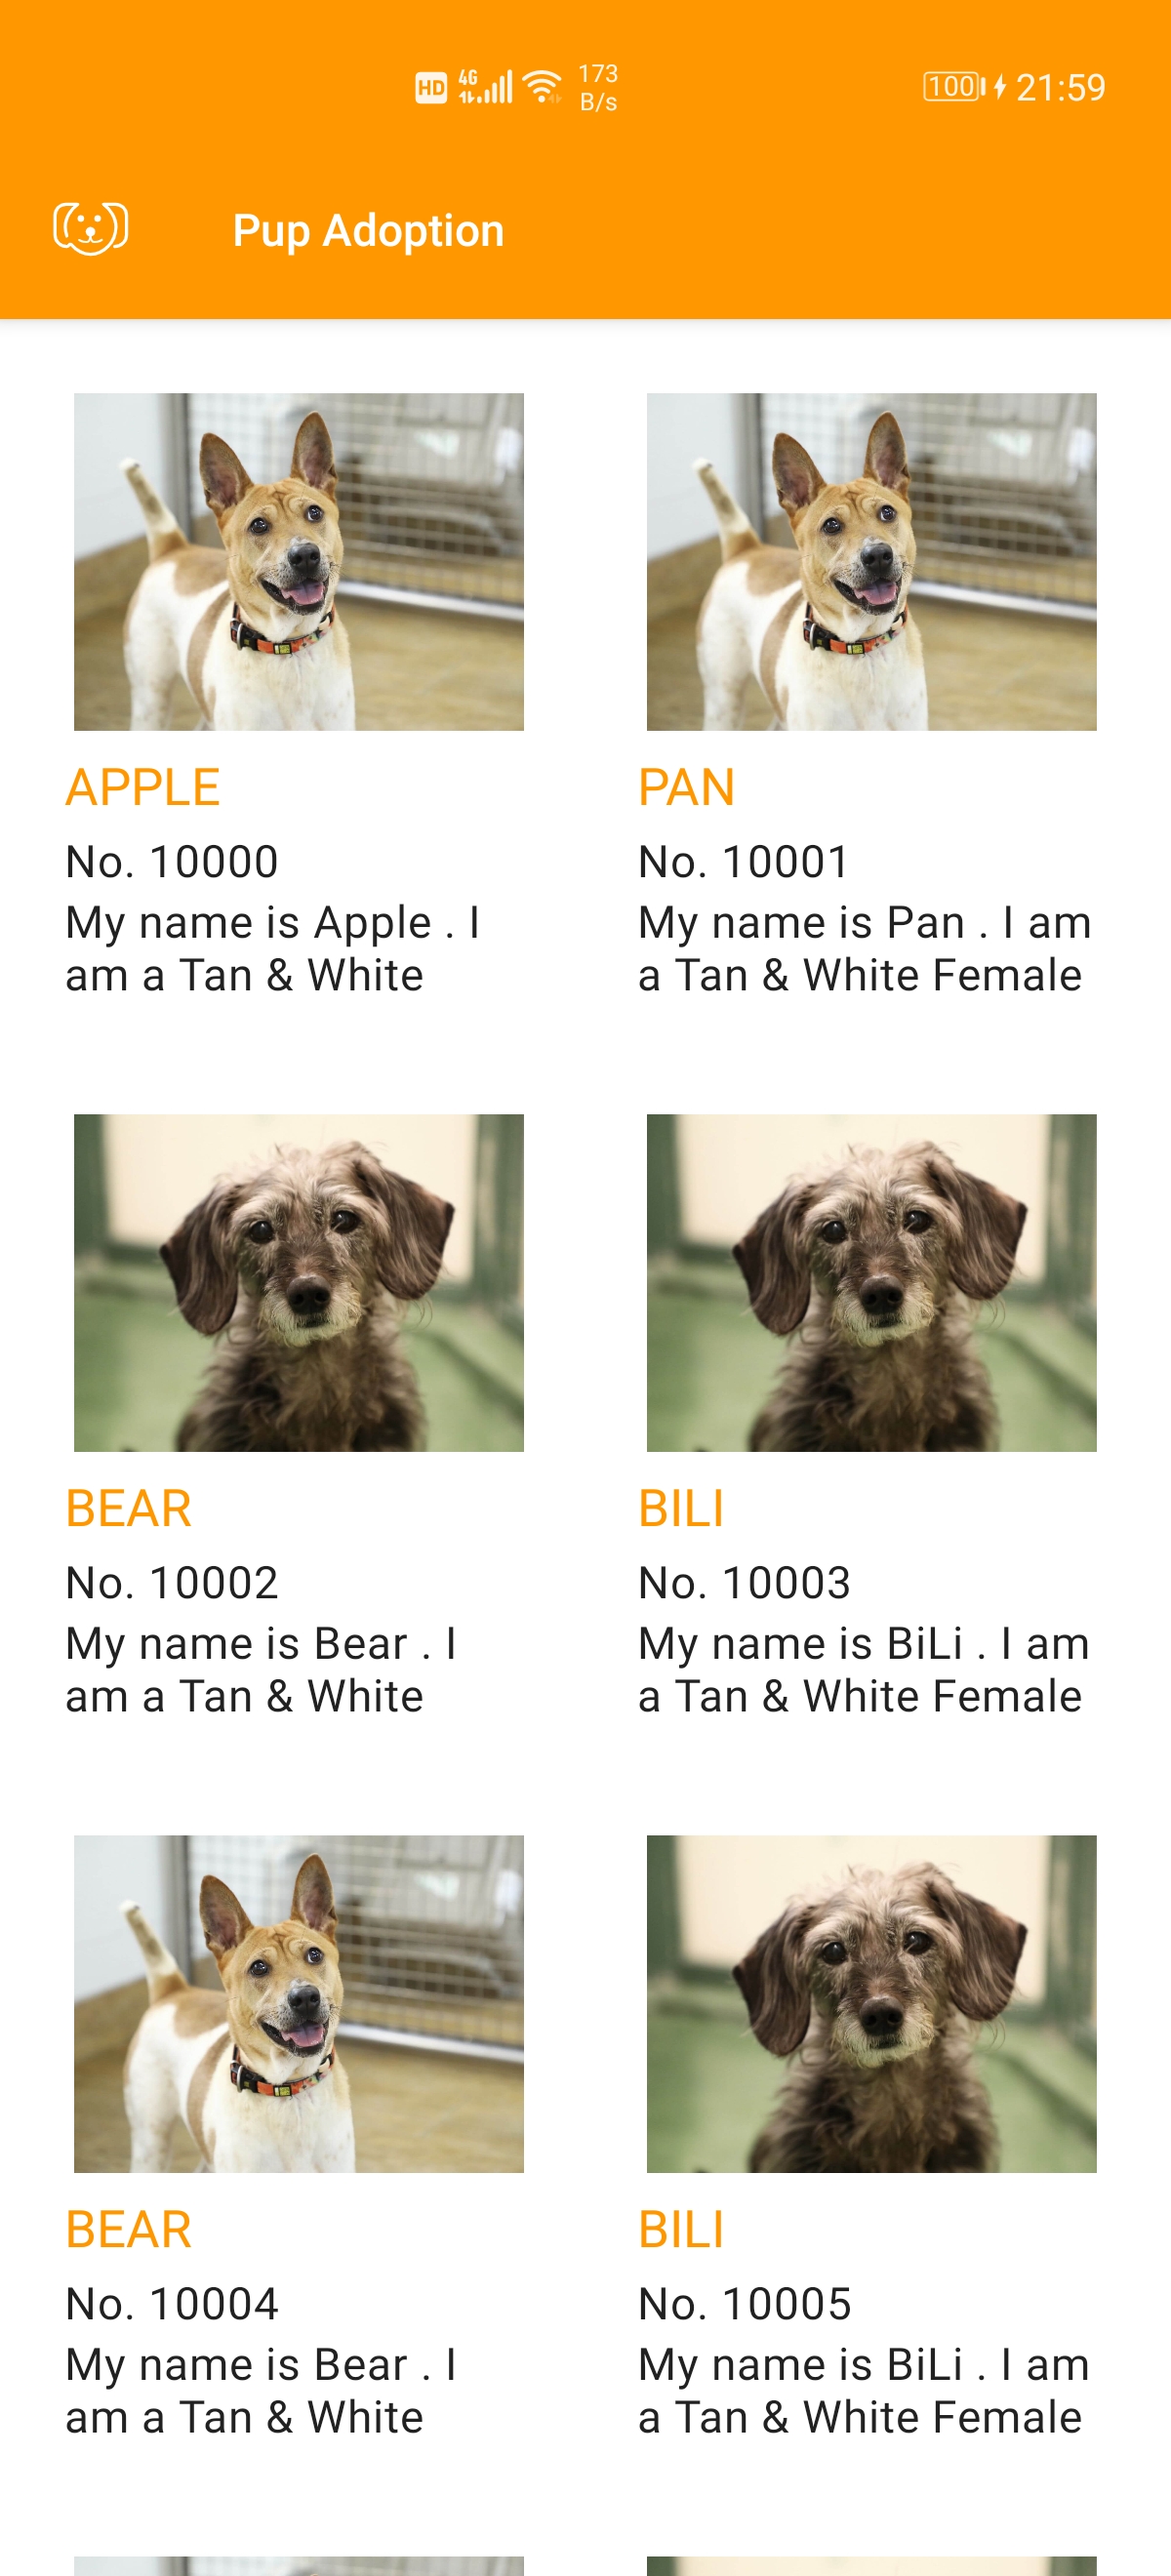 HD 4G 173
B/s
100 21:59
Pup Adoption
APPLE
No. 10000
My name is Apple . I
am a Tan & White
PAN
No. 10001
My name is Pan . I am
a Tan & White Female
BEAR
No. 10002
My name is Bear . I
am a Tan & White
BILI
No. 10003
My name is BiLi . I am
a Tan & White Female
BEAR
No. 10004
My name is Bear . I
am a Tan & White
BILI
No. 10005
My name is BiLi . I am
a Tan & White Female